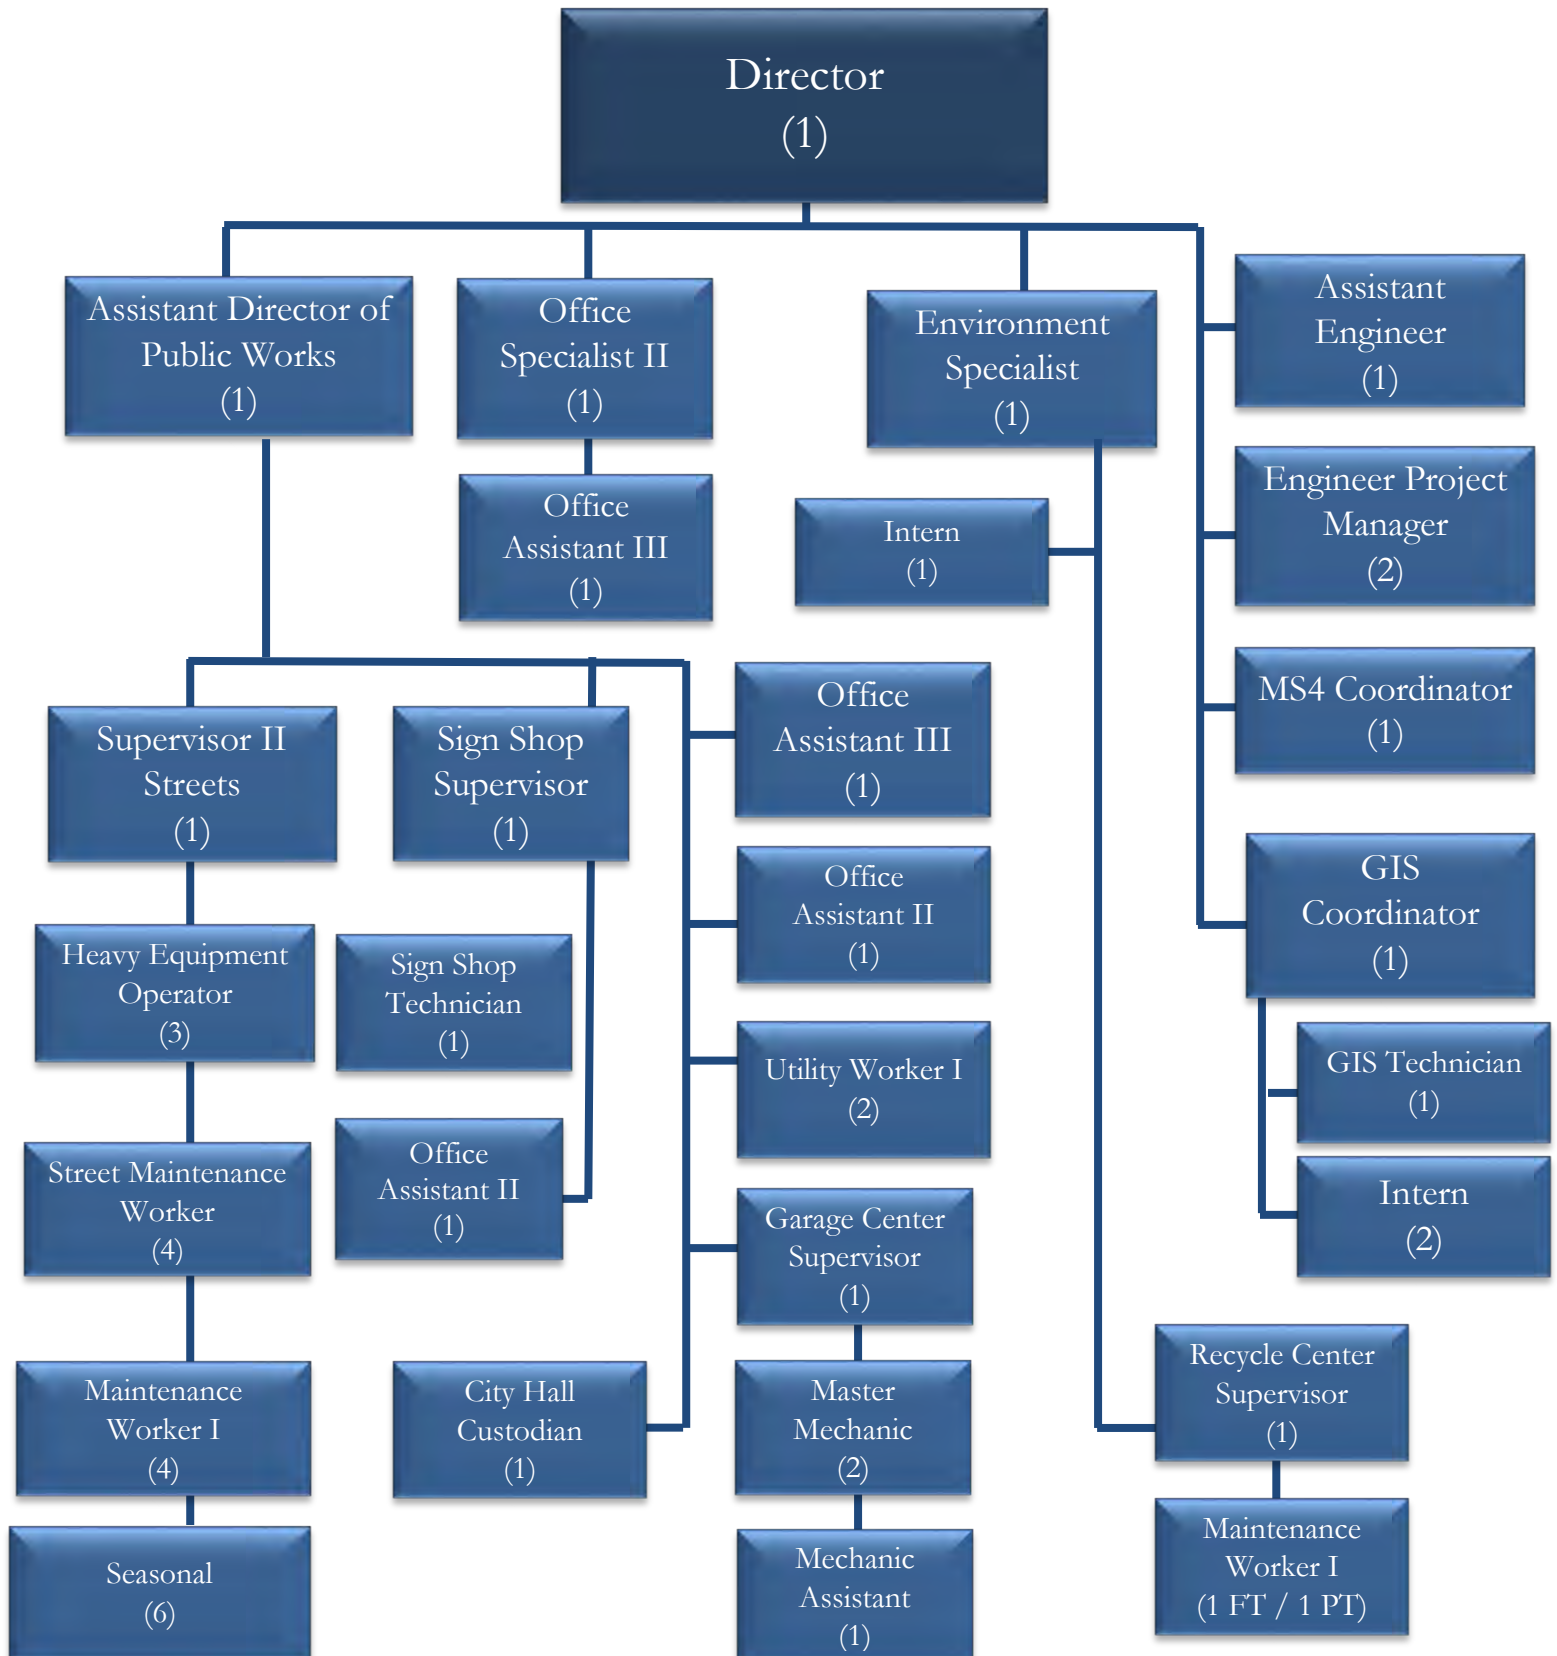 Director
(1)
Assistant Director of
Public Works
(1)
Office
Specialist II
(1)
Environment
Specialist
(1)
Assistant
Engineer
(1)
Office
Assistant III
(1)
Intern
(1)
Engineer Project
Manager
(2)
MS4 Coordinator
(1)
GIS
Coordinator
(1)
GIS Technician
(1)
Intern
(2)
Supervisor II
Streets
(1)
Sign Shop
Supervisor
(1)
Office
Assistant III
(1)
Office
Assistant II
(1)
Heavy Equipment
Operator
(3)
Sign Shop
Technician
(1)
Utility Worker I
(2)
Street Maintenance
Worker
(4)
Office
Assistant II
(1)
Garage Center
Supervisor
(1)
Maintenance
Worker I
(4)
City Hall
Custodian
(1)
Master
Mechanic
(2)
Recycle Center
Supervisor
(1)
Seasonal
(6)
Mechanic
Assistant
(1)
Maintenance
Worker I
(1 FT / 1 PT)